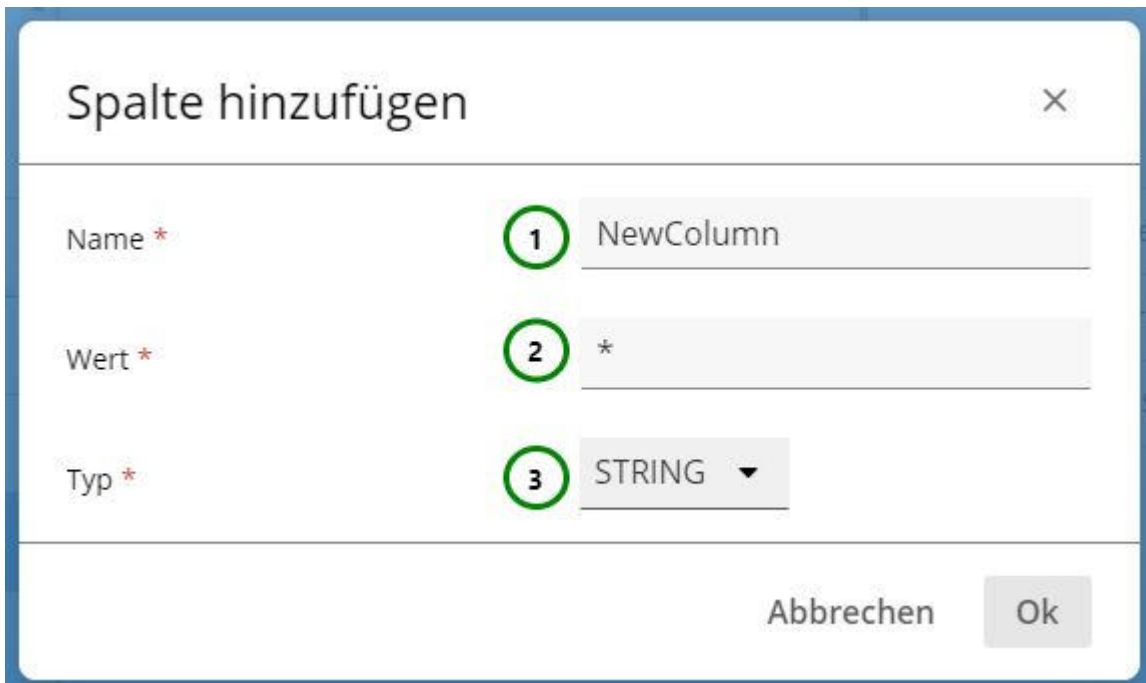 Spalte hinzufügen
Name * 1 NewColumn
Wert * 2 *
Typ * 3 STRING
Abbrechen Ok